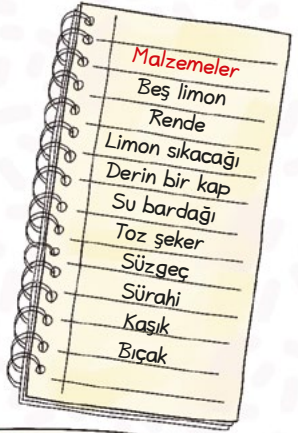 Malzemeler
Beş limon
Rende
Limon sıkacağı
Derin bir kap
Su bardağı
Toz şeker
Süzgeç
Sürahi
Kaşık
Bıçak